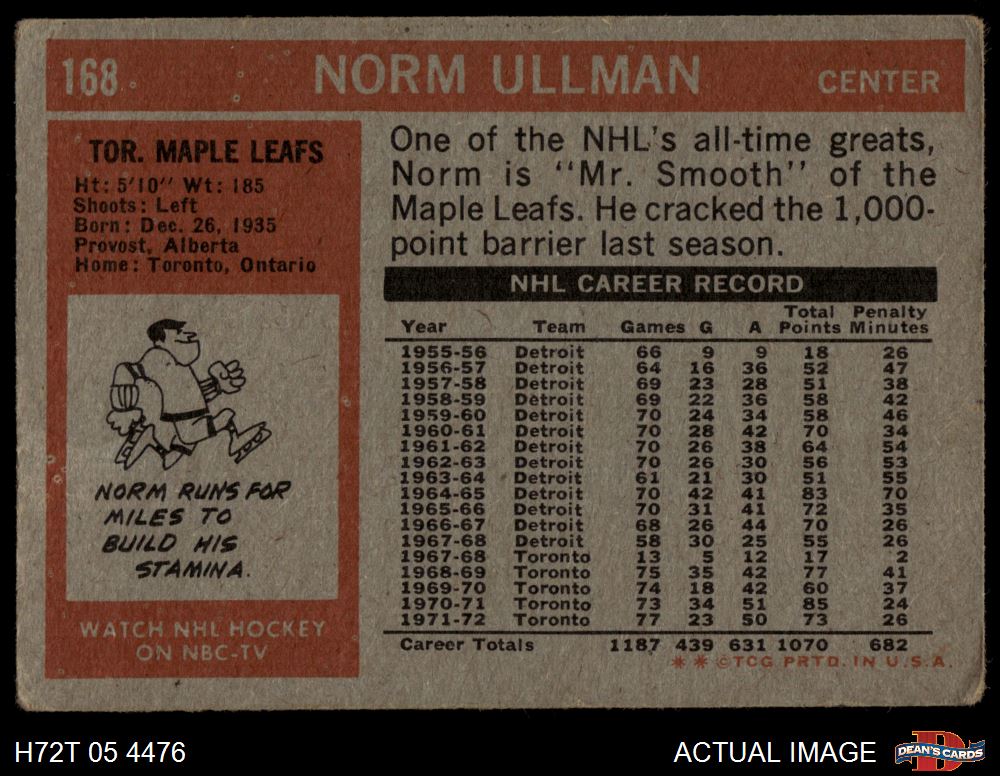 168
NORM ULLMAN
CENTER
TOR. MAPLE LEAFS
Ht: 5'10" Wt: 185
Shoots: Left
Born: Dec. 26, 1935
Provost, Alberta
Home: Toronto, Ontario
NORM RUNS FOR
MILES TO
BUILD HIS
STAMINA.
WATCH NHL HOCKEY
ON NBC-TV
One of the NHL's all-time greats,
Norm is "Mr. Smooth" of the
Maple Leafs. He cracked the 1,000-
point barrier last season.
NHL CAREER RECORD
Year Team Games G A Total Points Penalty Minutes
1955-56 Detroit 66 9 9 18 26
1956-57 Detroit 64 16 36 52 47
1957-58 Detroit 69 23 28 51 38
1958-59 Detroit 69 22 36 58 42
1959-60 Detroit 70 24 34 58 46
1960-61 Detroit 70 28 42 70 34
1961-62 Detroit 70 26 38 64 54
1962-63 Detroit 70 26 30 56 53
1963-64 Detroit 61 21 30 51 55
1964-65 Detroit 70 42 41 83 70
1965-66 Detroit 70 31 41 72 35
1966-67 Detroit 68 26 44 70 26
1967-68 Detroit 58 30 25 55 26
1967-68 Toronto 13 5 12 17 2
1968-69 Toronto 75 35 42 77 41
1969-70 Toronto 74 18 42 60 37
1970-71 Toronto 73 34 51 85 24
1971-72 Toronto 77 23 50 73 26
Career Totals 1187 439 631 1070 682
* * ©TCG PRTD. IN U.S.A.
H72T 05 4476
ACTUAL IMAGE
DEAN'S CARDS